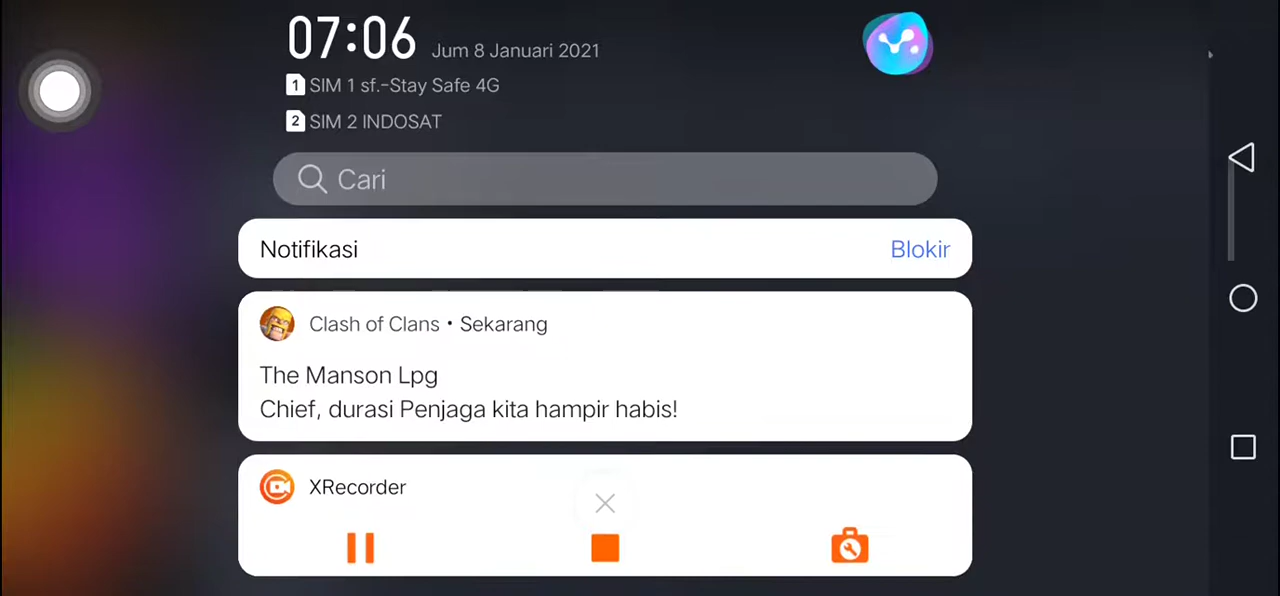 07:06 Jum 8 Januari 2021
1 SIM 1 sf.-Stay Safe 4G
2 SIM 2 INDOSAT
Cari
Notifikasi Blokir
Clash of Clans • Sekarang
The Manson Lpg
Chief, durasi Penjaga kita hampir habis!
XRecorder